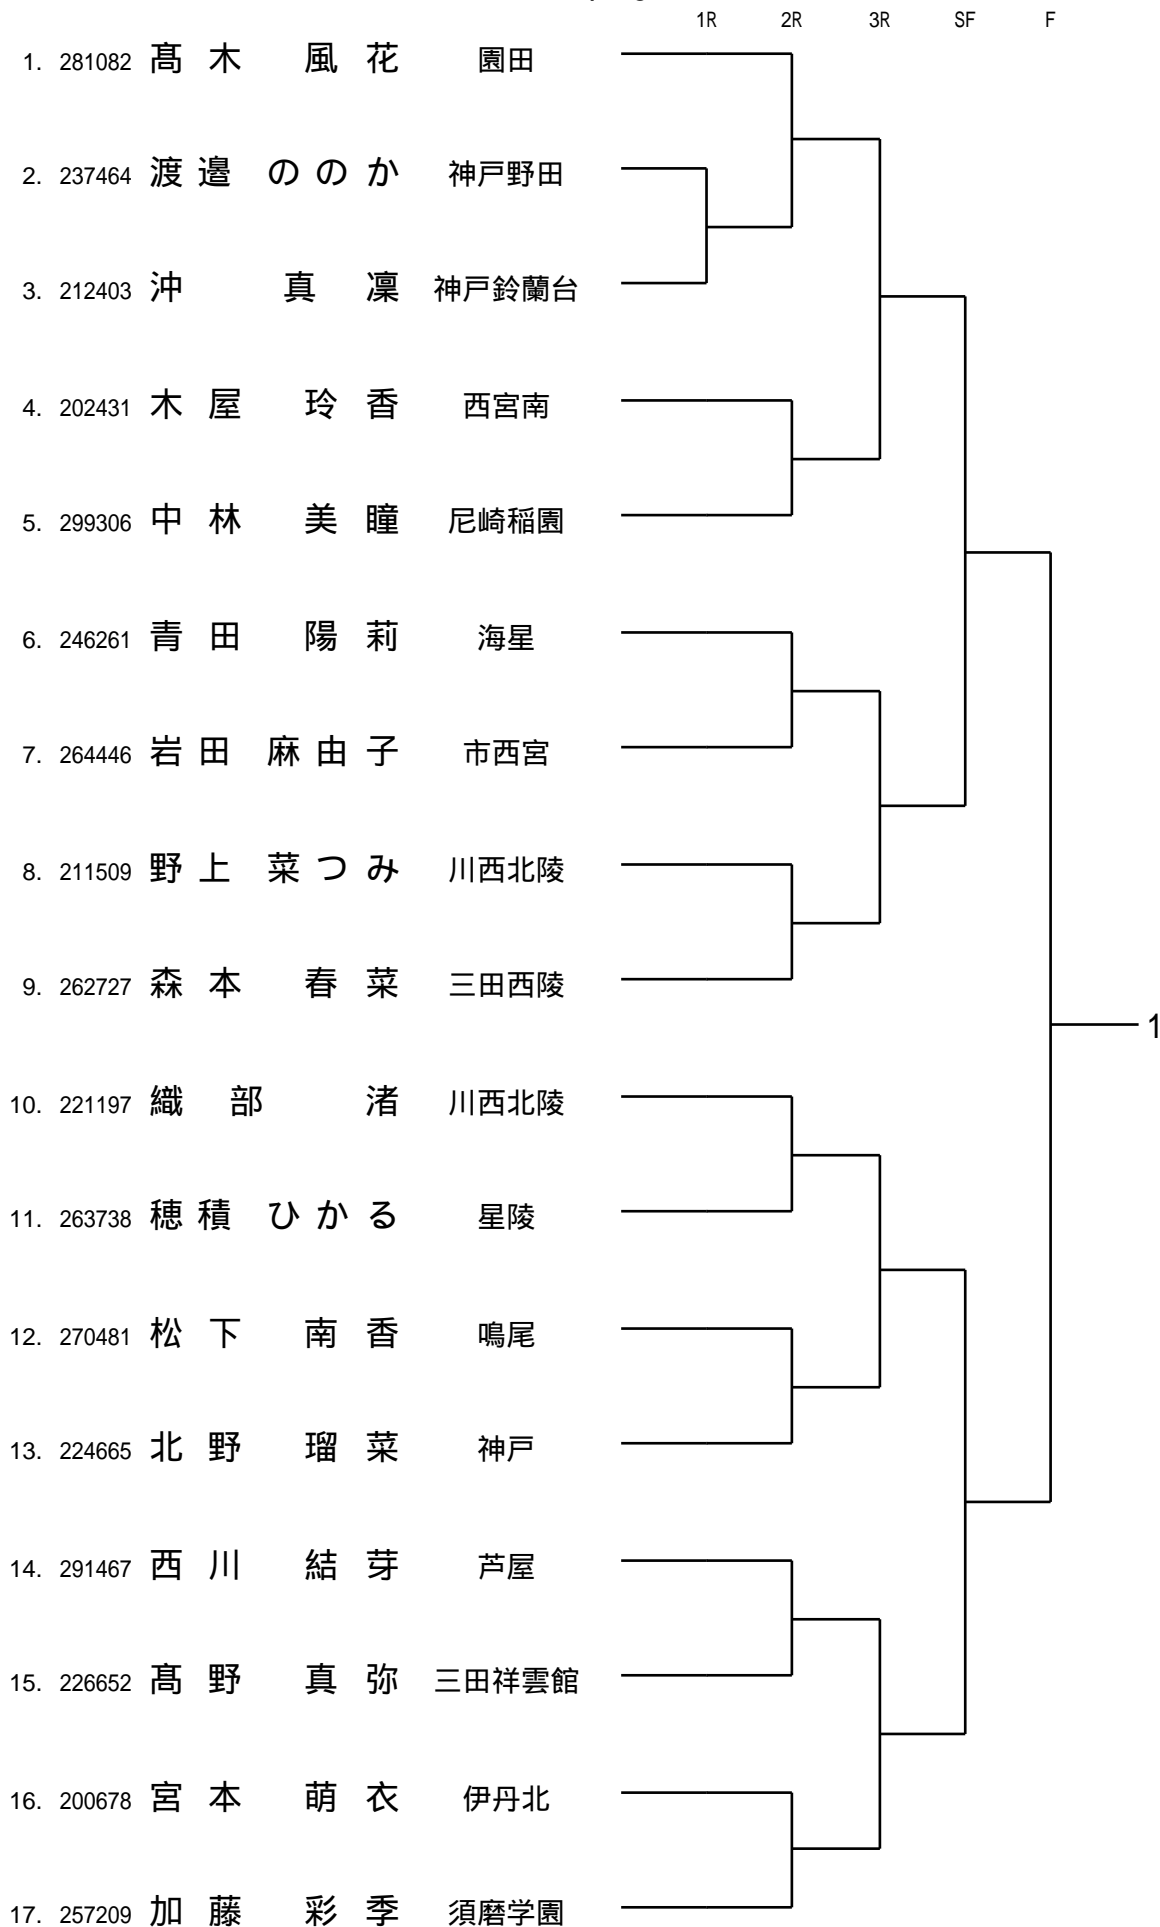 1R 2R 3R SF F
1. 281082 髙木 風花 園田
2. 237464 渡邉 ののか 神戸野田
3. 212403 沖 真凜 神戸鈴蘭台
4. 202431 木屋 玲香 西宮南
5. 299306 中林 美瞳 尼崎稲園
6. 246261 青田 陽莉 海星
7. 264446 岩田 麻由子 市西宮
8. 211509 野上 菜つみ 川西北陵
9. 262727 森本 春菜 三田西陵
1
10. 221197 織部 渚 川西北陵
11. 263738 穂積 ひかる 星陵
12. 270481 松下 南香 鳴尾
13. 224665 北野 瑠菜 神戸
14. 291467 西川 結芽 芦屋
15. 226652 髙野 真弥 三田祥雲館
16. 200678 宮本 萌衣 伊丹北
17. 257209 加藤 彩季 須磨学園